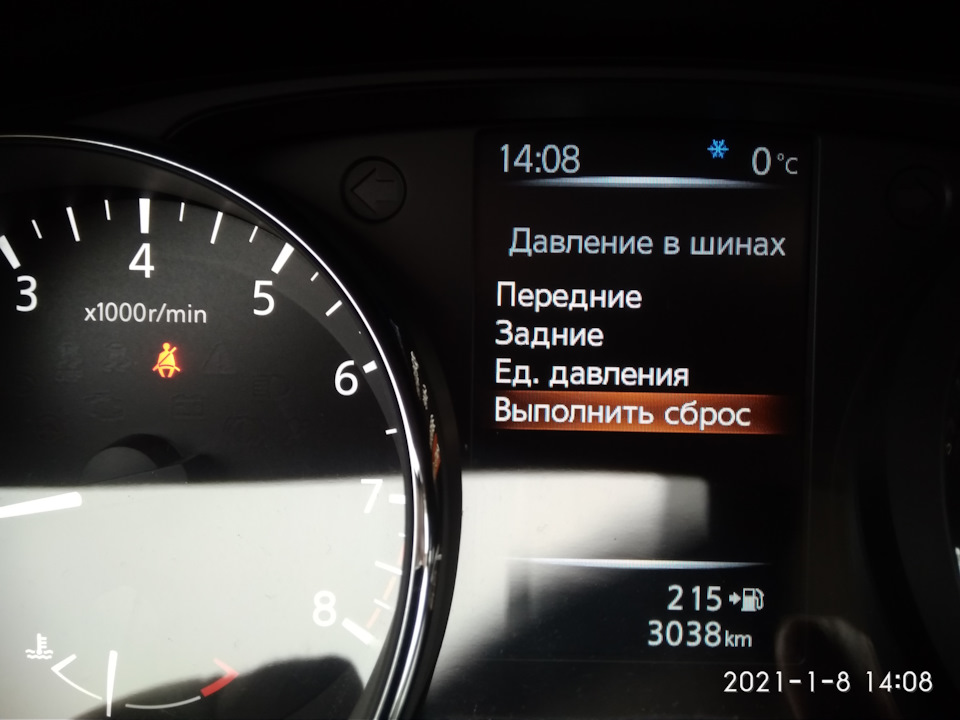 14:08 0°C
Давление в шинах
Передние
Задние
Ед. давления
Выполнить сброс
3
4
5
x1000r/min
6
7
8
215
3038km
2021-1-8 14:08